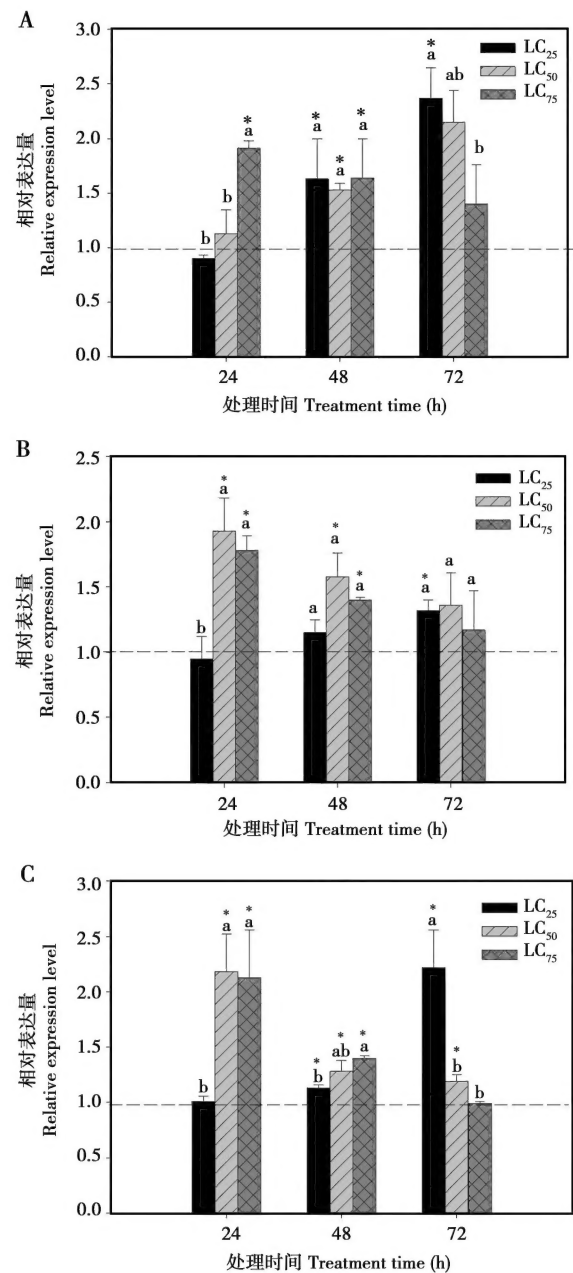 A
相对表达量
Relative expression level
3.0
2.5
2.0
1.5
1.0
0.5
0.0
LC25
LC50
LC75
b
b
*
a
*
a
*
a
*
a
*
a
ab
b
24
48
72
处理时间 Treatment time (h)
B
相对表达量
Relative expression level
2.5
2.0
1.5
1.0
0.5
0.0
LC25
LC50
LC75
b
*
a
*
a
a
*
a
*
a
*
a
a
a
24
48
72
处理时间 Treatment time (h)
C
相对表达量
Relative expression level
3.0
2.5
2.0
1.5
1.0
0.5
0.0
LC25
LC50
LC75
b
*
a
*
a
*
b
*
ab
*
a
*
a
*
b
b
24
48
72
处理时间 Treatment time (h)